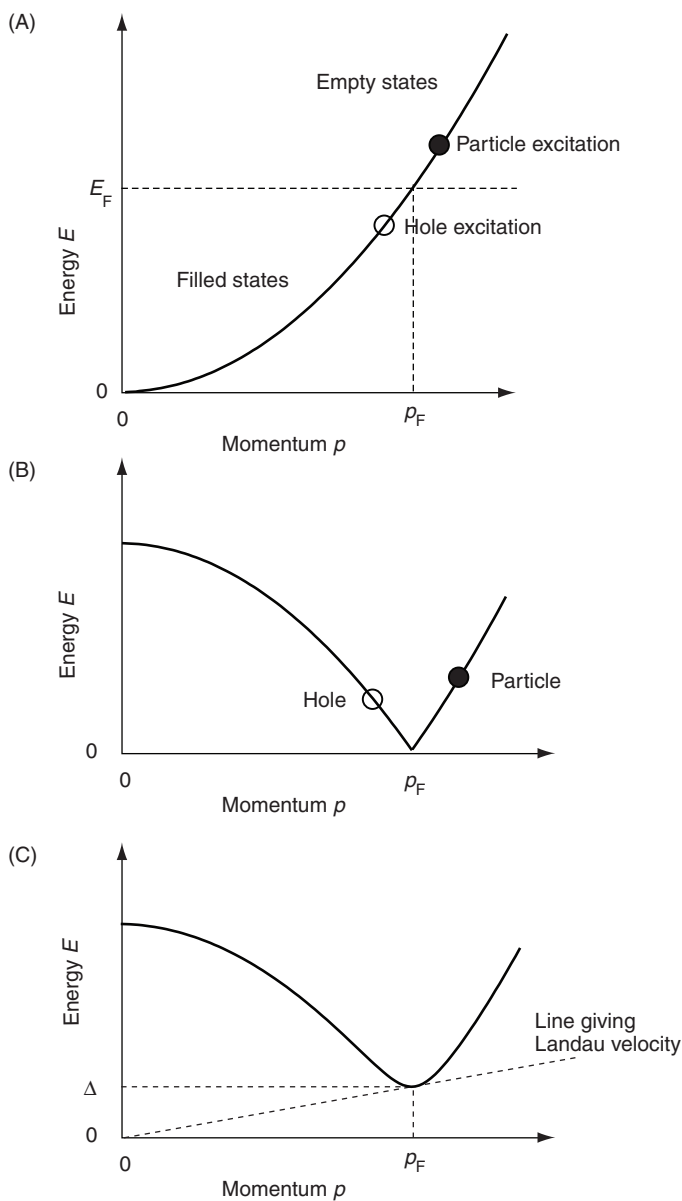 (A)
Empty states
Particle excitation
E_F
Hole excitation
Energy E
Filled states
0
0
p_F
Momentum p
(B)
Energy E
Hole
Particle
0
0
p_F
Momentum p
(C)
Energy E
Line giving
Landau velocity
Δ
0
0
p_F
Momentum p